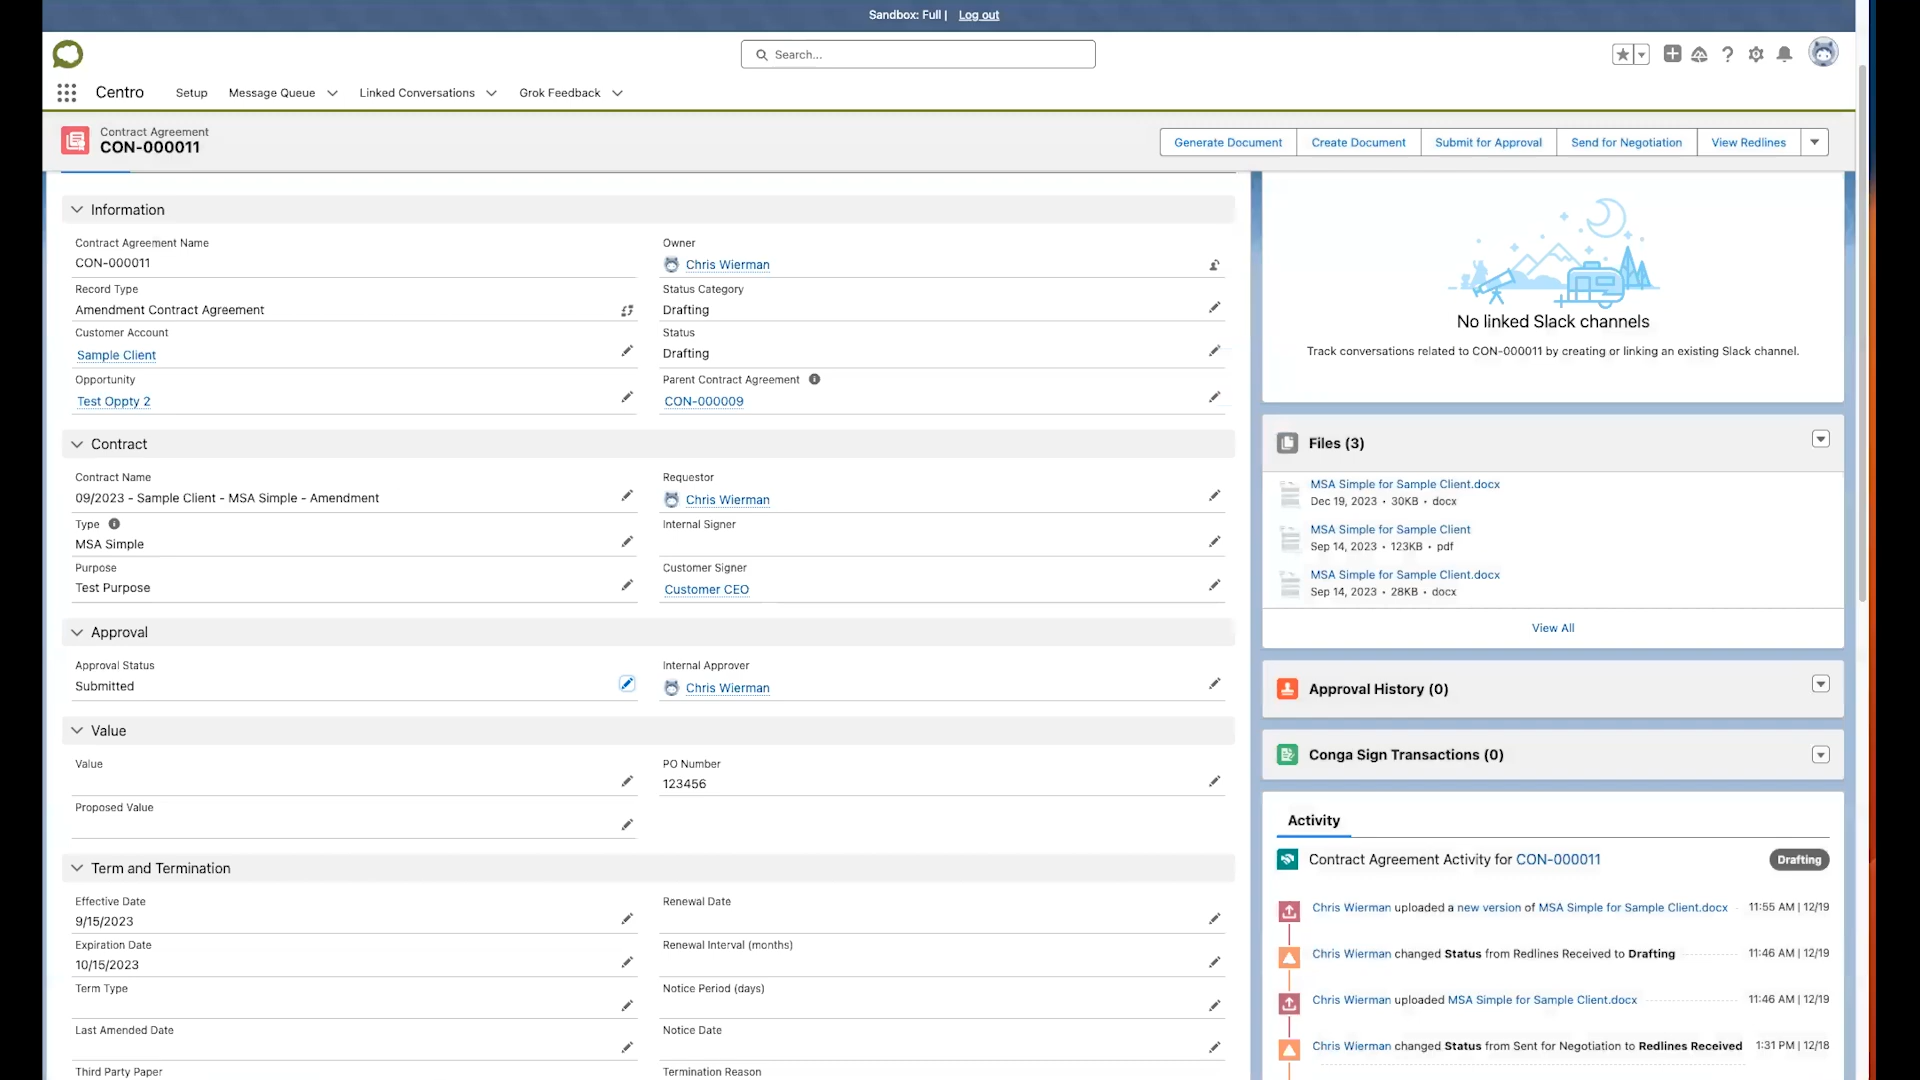 Sandbox: Full | Log out
Search...
Centro
Setup
Message Queue
Linked Conversations
Grok Feedback
Contract Agreement
CON-000011
Generate Document
Create Document
Submit for Approval
Send for Negotiation
View Redlines
Information
Contract Agreement Name
CON-000011
Owner
Chris Wierman
Record Type
Amendment Contract Agreement
Status Category
Drafting
Customer Account
Sample Client
Status
Drafting
Opportunity
Test Oppty 2
Parent Contract Agreement
CON-000009
Contract
Contract Name
09/2023 - Sample Client - MSA Simple - Amendment
Requestor
Chris Wierman
Type
MSA Simple
Internal Signer
Purpose
Test Purpose
Customer Signer
Customer CEO
Approval
Approval Status
Submitted
Internal Approver
Chris Wierman
Value
Value
PO Number
123456
Proposed Value
Term and Termination
Effective Date
9/15/2023
Renewal Date
Expiration Date
10/15/2023
Renewal Interval (months)
Term Type
Notice Period (days)
Last Amended Date
Notice Date
Third Party Paper
Termination Reason
No linked Slack channels
Track conversations related to CON-000011 by creating or linking an existing Slack channel.
Files (3)
MSA Simple for Sample Client.docx
Dec 19, 2023 • 30KB • docx
MSA Simple for Sample Client
Sep 14, 2023 • 123KB • pdf
MSA Simple for Sample Client.docx
Sep 14, 2023 • 28KB • docx
View All
Approval History (0)
Conga Sign Transactions (0)
Activity
Contract Agreement Activity for CON-000011
Drafting
Chris Wierman uploaded a new version of MSA Simple for Sample Client.docx 11:55 AM | 12/19
Chris Wierman changed Status from Redlines Received to Drafting 11:46 AM | 12/19
Chris Wierman uploaded MSA Simple for Sample Client.docx 11:46 AM | 12/19
Chris Wierman changed Status from Sent for Negotiation to Redlines Received 1:31 PM | 12/18